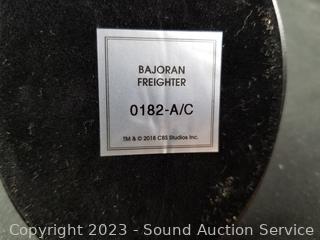 BAJORAN
FREIGHTER
0182-A/C
TM & © 2018 CBS Studios Inc.
Copyright © 2023 - Sound Auction Service